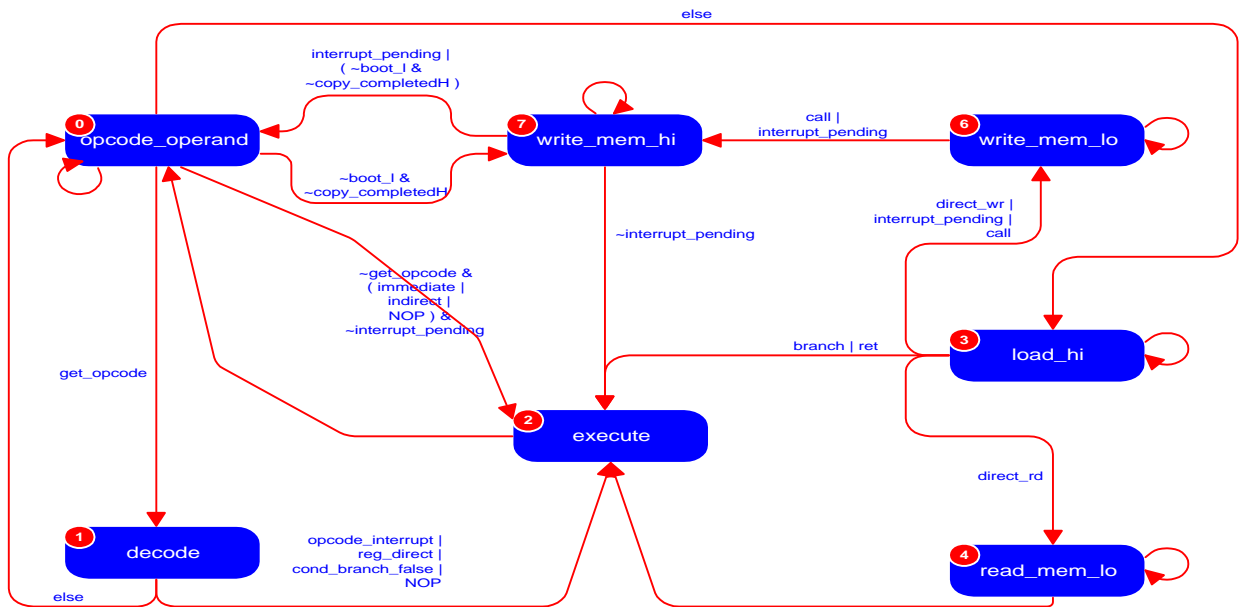 else
interrupt_pending |
( ~boot_l &
~copy_completedH )
0
opcode_operand
7
write_mem_hi
call |
interrupt_pending
6
write_mem_lo
~boot_l &
~copy_completedH
direct_wr |
interrupt_pending |
call
~interrupt_pending
~get_opcode &
( immediate |
indirect |
NOP ) &
~interrupt_pending
branch | ret
3
load_hi
get_opcode
2
execute
direct_rd
1
decode
opcode_interrupt |
reg_direct |
cond_branch_false |
NOP
4
read_mem_lo
else